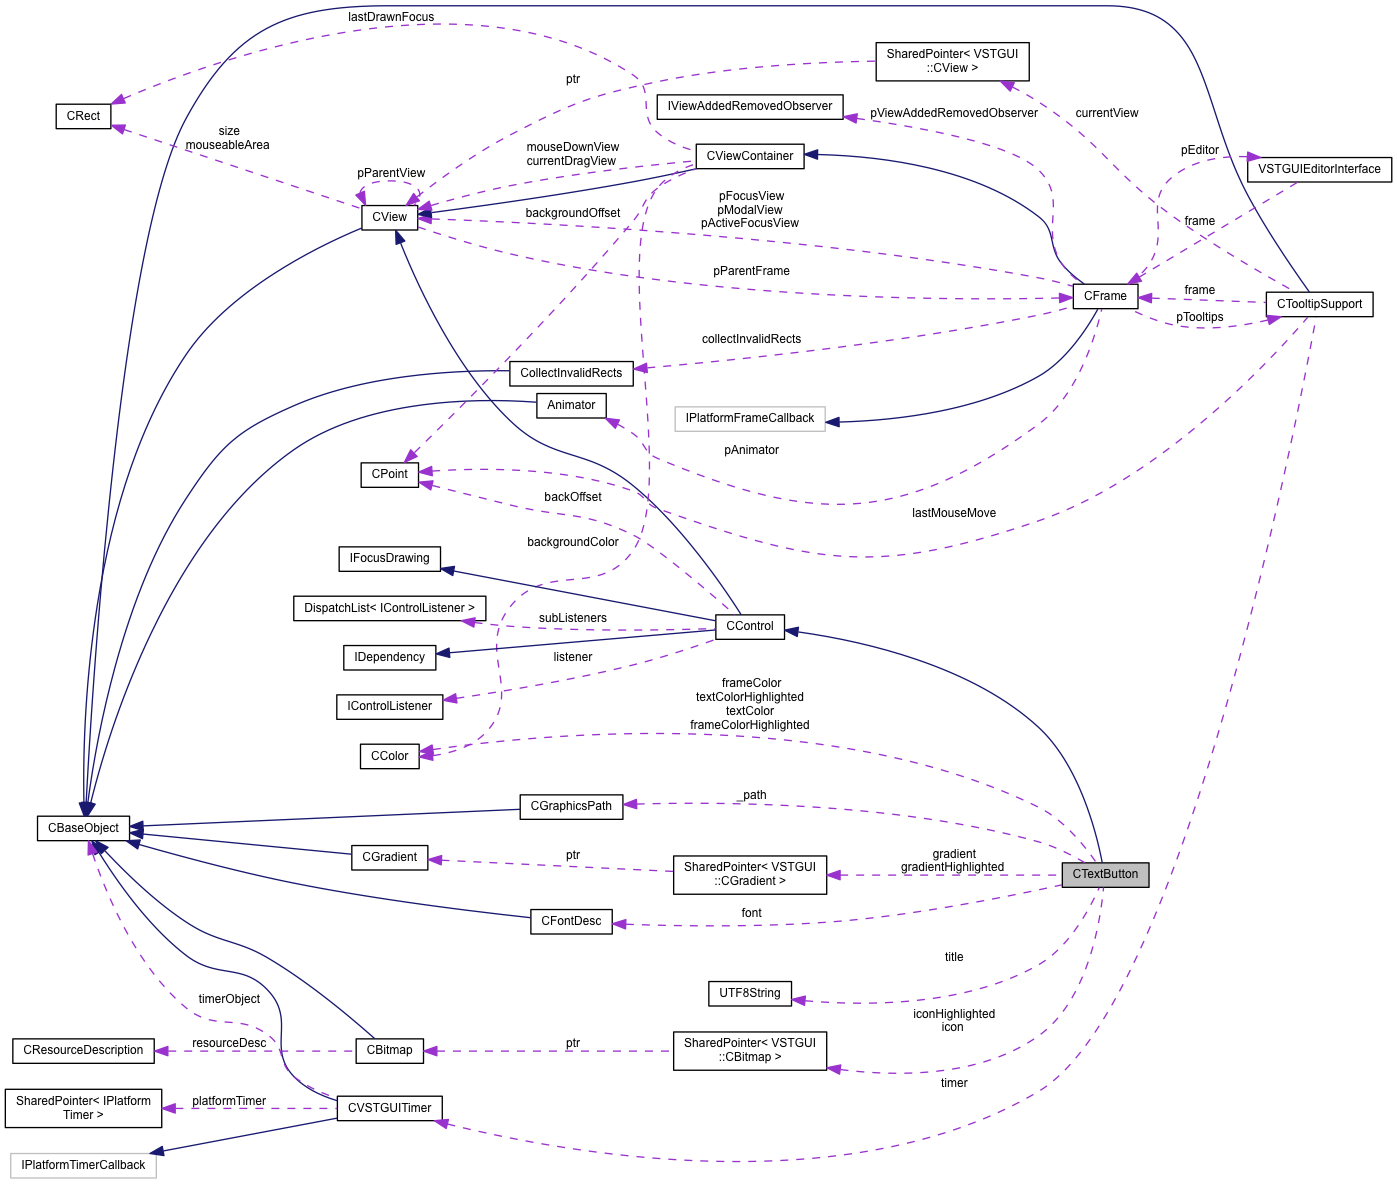 lastDrawnFocus
SharedPointer< VSTGUI
::CView >
ptr
IViewAddedRemovedObserver
CRect
pViewAddedRemovedObserver
currentView
size
mouseableArea
mouseDownView
currentDragView
CViewContainer
pEditor
VSTGUIEditorInterface
pParentView
CView
backgroundOffset
pFocusView
pModalView
pActiveFocusView
frame
pParentFrame
CFrame
frame
CTooltipSupport
pTooltips
collectInvalidRects
CollectInvalidRects
Animator
IPlatformFrameCallback
pAnimator
CPoint
backOffset
lastMouseMove
backgroundColor
IFocusDrawing
DispatchList< IControlListener >
subListeners
CControl
IDependency
listener
IControlListener
frameColor
textColorHighlighted
textColor
frameColorHighlighted
CColor
_path
CGraphicsPath
CBaseObject
CGradient
ptr
SharedPointer< VSTGUI
::CGradient >
gradient
gradientHighlighted
CTextButton
CFontDesc
font
title
UTF8String
timerObject
iconHighlighted
icon
CResourceDescription
resourceDesc
CBitmap
ptr
SharedPointer< VSTGUI
::CBitmap >
timer
SharedPointer< IPlatform
Timer >
platformTimer
CVSTGUITimer
IPlatformTimerCallback